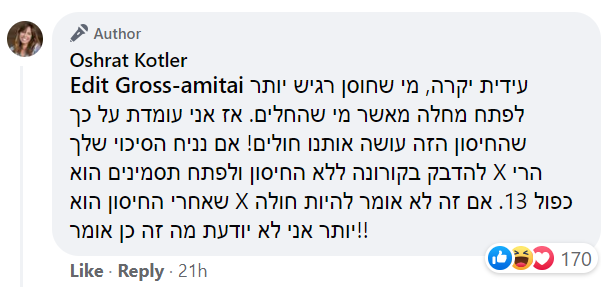 Author
Oshrat Kotler
Edit Gross-amitai עידית יקרה, מי שחוסן רגיש יותר
לפתח מחלה מאשר מי שהחלים. אז אני עומדת על כך
שהחיסון הזה עושה אותנו חולים! אם נניח הסיכוי שלך
הרי X להדבק בקורונה ללא החיסון ולפתח תסמינים הוא
כפול 13. אם זה לא אומר להיות חולה X שאחרי החיסון הוא
יותר אני לא יודעת מה זה כן אומר!!
170
Like · Reply · 21h